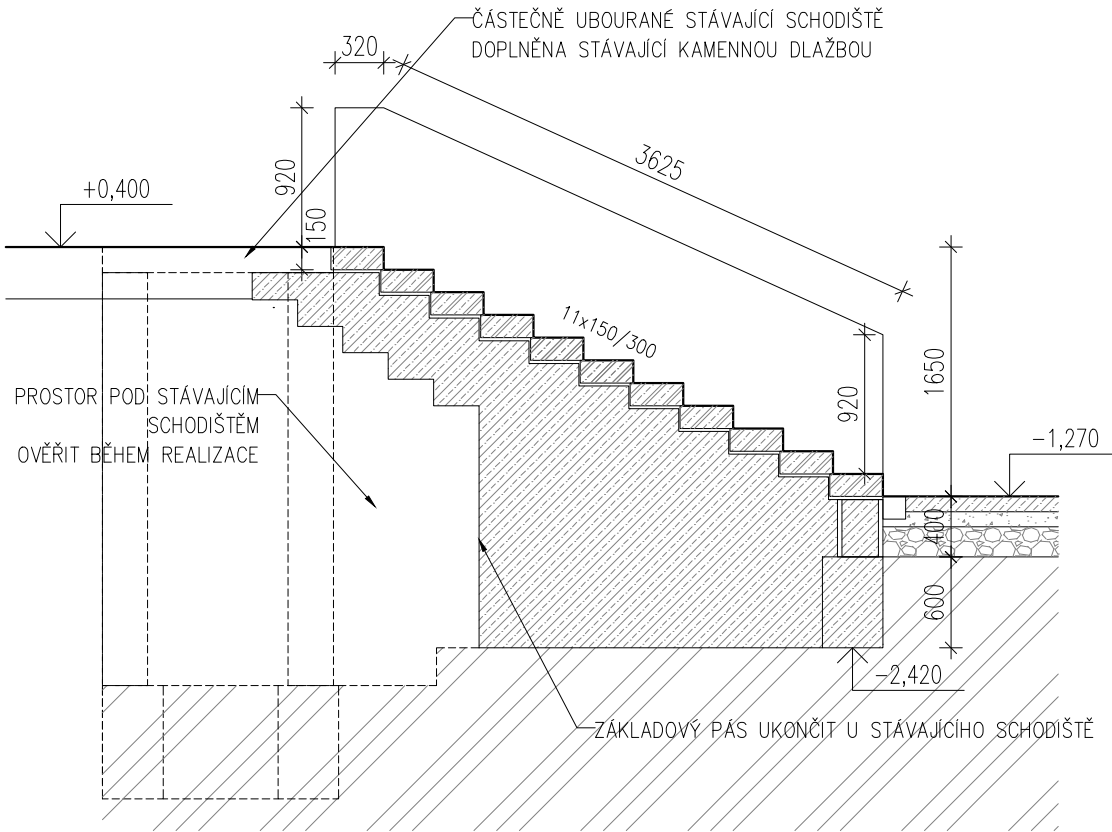 ČÁSTEČNĚ UBOURANÉ STÁVAJÍCÍ SCHODIŠTĚ
DOPLNĚNA STÁVAJÍCÍ KAMENNOU DLAŽBOU
320
3625
920
+0,400
150
11x150/300
1650
920
PROSTOR POD STÁVAJÍCÍM
SCHODIŠTĚM
OVĚŘIT BĚHEM REALIZACE
-1,270
400
600
-2,420
ZÁKLADOVÝ PÁS UKONČIT U STÁVAJÍCÍHO SCHODIŠTĚ